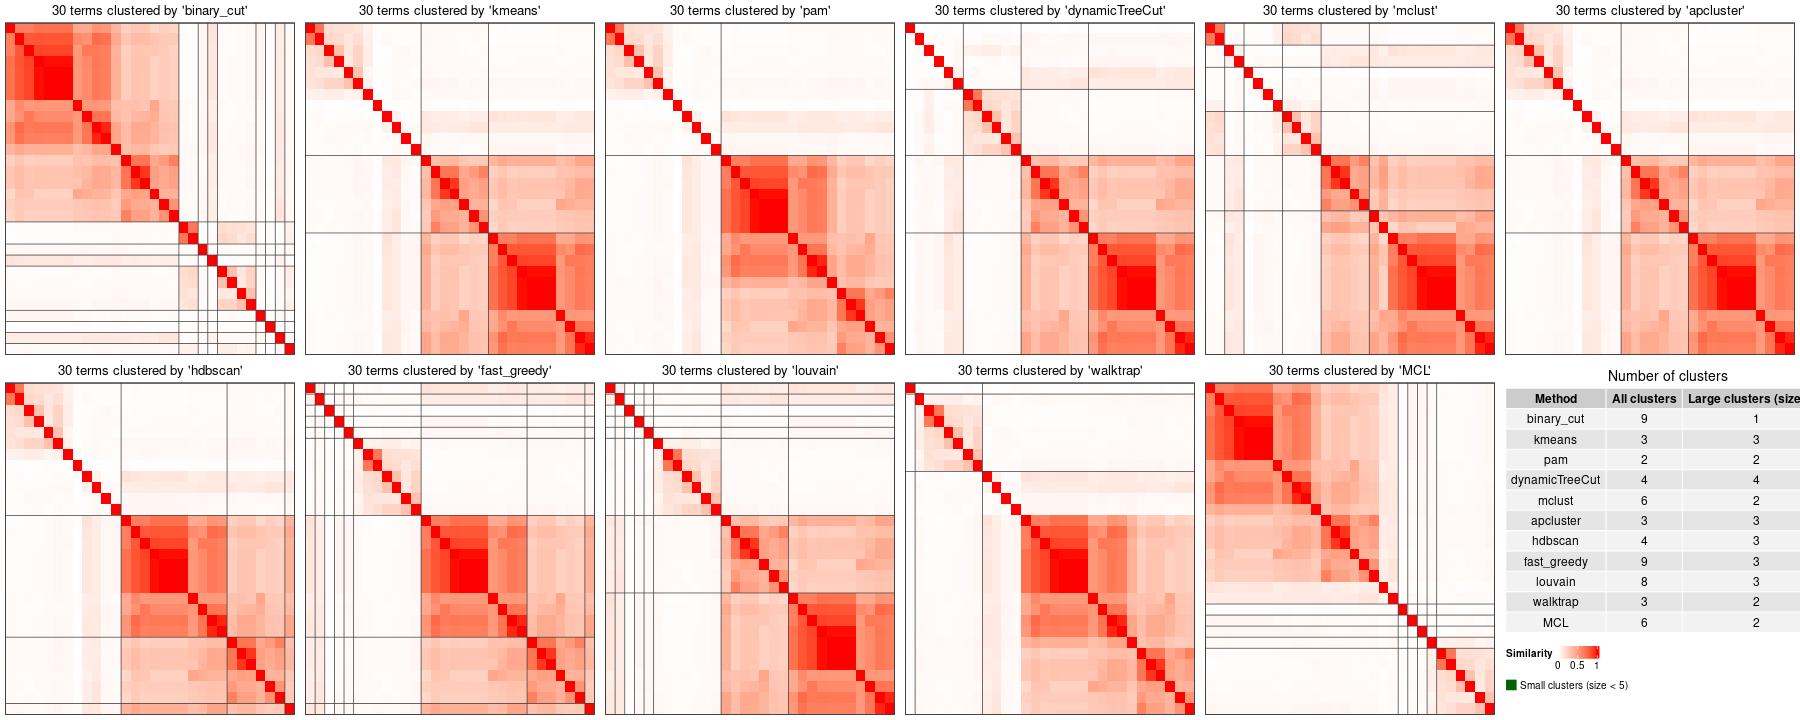 30 terms clustered by 'binary_cut'
30 terms clustered by 'kmeans'
30 terms clustered by 'pam'
30 terms clustered by 'dynamicTreeCut'
30 terms clustered by 'mclust'
30 terms clustered by 'apcluster'
30 terms clustered by 'hdbscan'
30 terms clustered by 'fast_greedy'
30 terms clustered by 'louvain'
30 terms clustered by 'walktrap'
30 terms clustered by 'MCL'
Number of clusters
Method All clusters Large clusters (size
binary_cut 9 1
kmeans 3 3
pam 2 2
dynamicTreeCut 4 4
mclust 6 2
apcluster 3 3
hdbscan 4 3
fast_greedy 9 3
louvain 8 3
walktrap 3 2
MCL 6 2
Similarity
0 0.5 1
Small clusters (size < 5)